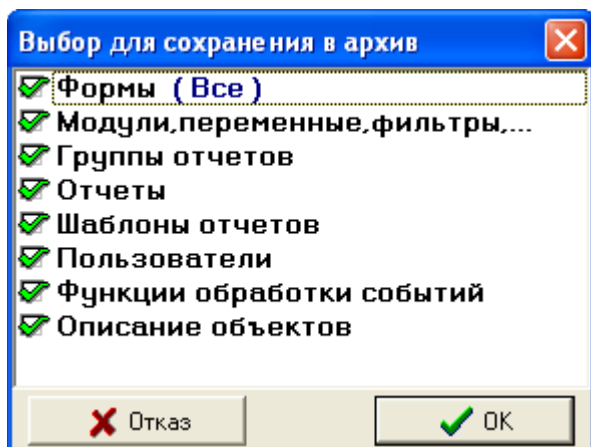 Выбор для сохранения в архив
Формы (Все)
Модули,переменные,фильтры,...
Группы отчетов
Отчеты
Шаблоны отчетов
Пользователи
Функции обработки событий
Описание объектов
Отказ
OK